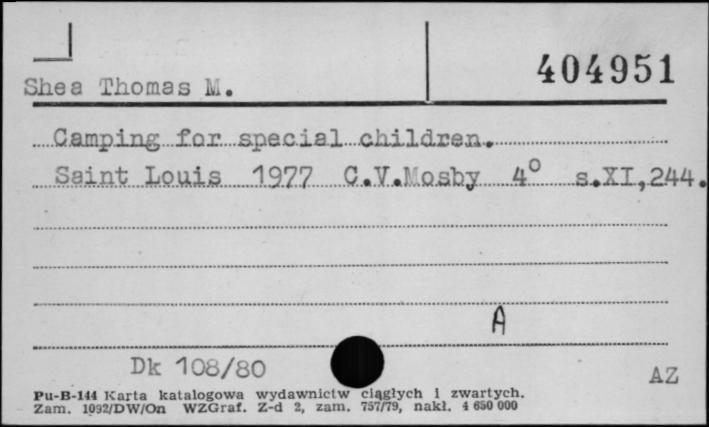 404951
Shea Thomas M.
Camping for special children.
Saint Louis 1977 C.V.Mosby 4° s.XI,244.
A
Dk 108/80
AZ
Pu-B-144 Karta katalogowa wydawnictw ciągłych i zwartych.
Zam. 1092/DW/On WZGraf. Z-d 2, zam. 757/79, nakł. 4 650 000